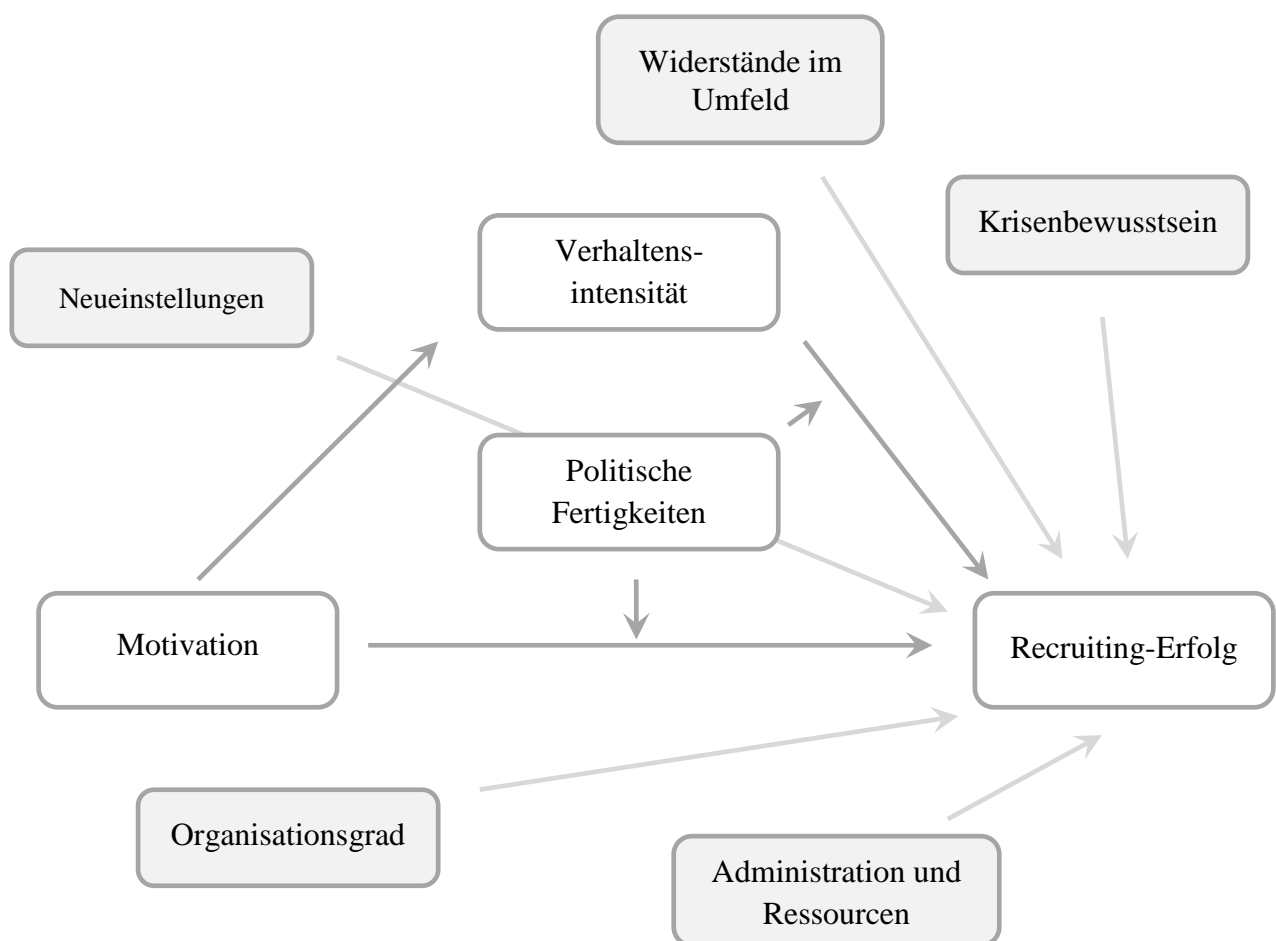 Widerstände im
Umfeld
Krisenbewusstsein
Verhaltens-
intensität
Neueinstellungen
Politische
Fertigkeiten
Motivation
Recruiting-Erfolg
Organisationsgrad
Administration und
Ressourcen